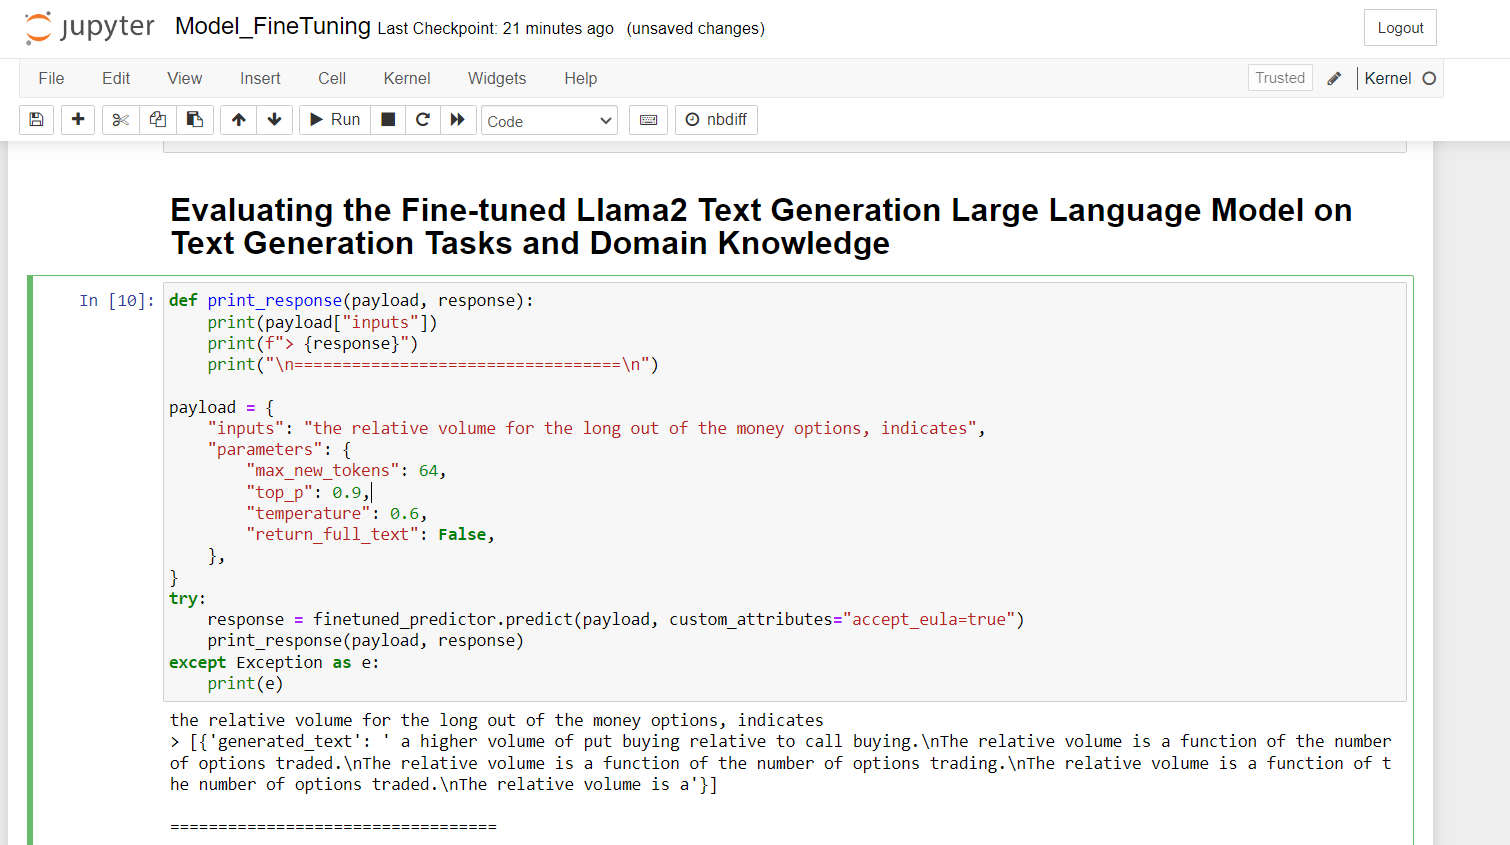 jupyter Model_FineTuning Last Checkpoint: 21 minutes ago (unsaved changes) Logout
File Edit View Insert Cell Kernel Widgets Help Trusted Kernel
Run Code nbdiff
Evaluating the Fine-tuned Llama2 Text Generation Large Language Model on
Text Generation Tasks and Domain Knowledge
In [10]: def print_response(payload, response):
    print(payload["inputs"])
    print(f"> {response}")
    print("\n==================================\n")
payload = {
    "inputs": "the relative volume for the long out of the money options, indicates",
    "parameters": {
        "max_new_tokens": 64,
        "top_p": 0.9,
        "temperature": 0.6,
        "return_full_text": False,
    },
}
try:
    response = finetuned_predictor.predict(payload, custom_attributes="accept_eula=true")
    print_response(payload, response)
except Exception as e:
    print(e)
the relative volume for the long out of the money options, indicates
> [{'generated_text': ' a higher volume of put buying relative to call buying.\nThe relative volume is a function of the number
of options traded.\nThe relative volume is a function of the number of options trading.\nThe relative volume is a function of t
he number of options traded.\nThe relative volume is a'}]
==================================